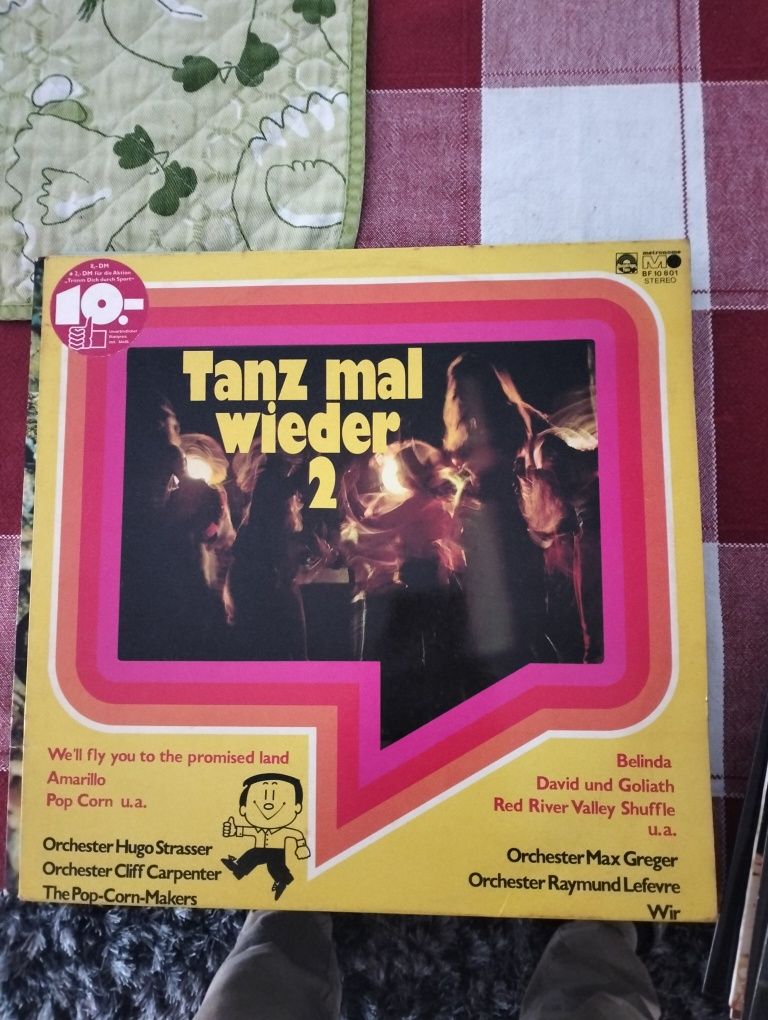 8,- DM
+ 2,- DM für die Aktion
„Trimm Dich durch Sport"
10.-
Unverbindlicher
metronome
BF 10 801
STEREO
Tanz mal
wieder
2
We'll fly you to the promised land
Amarillo
Pop Corn u.a.
Orchester Hugo Strasser
Orchester Cliff Carpenter
The Pop-Corn-Makers
Belinda
David und Goliath
Red River Valley Shuffle
u.a.
Orchester Max Greger
Orchester Raymund Lefevre
Wir